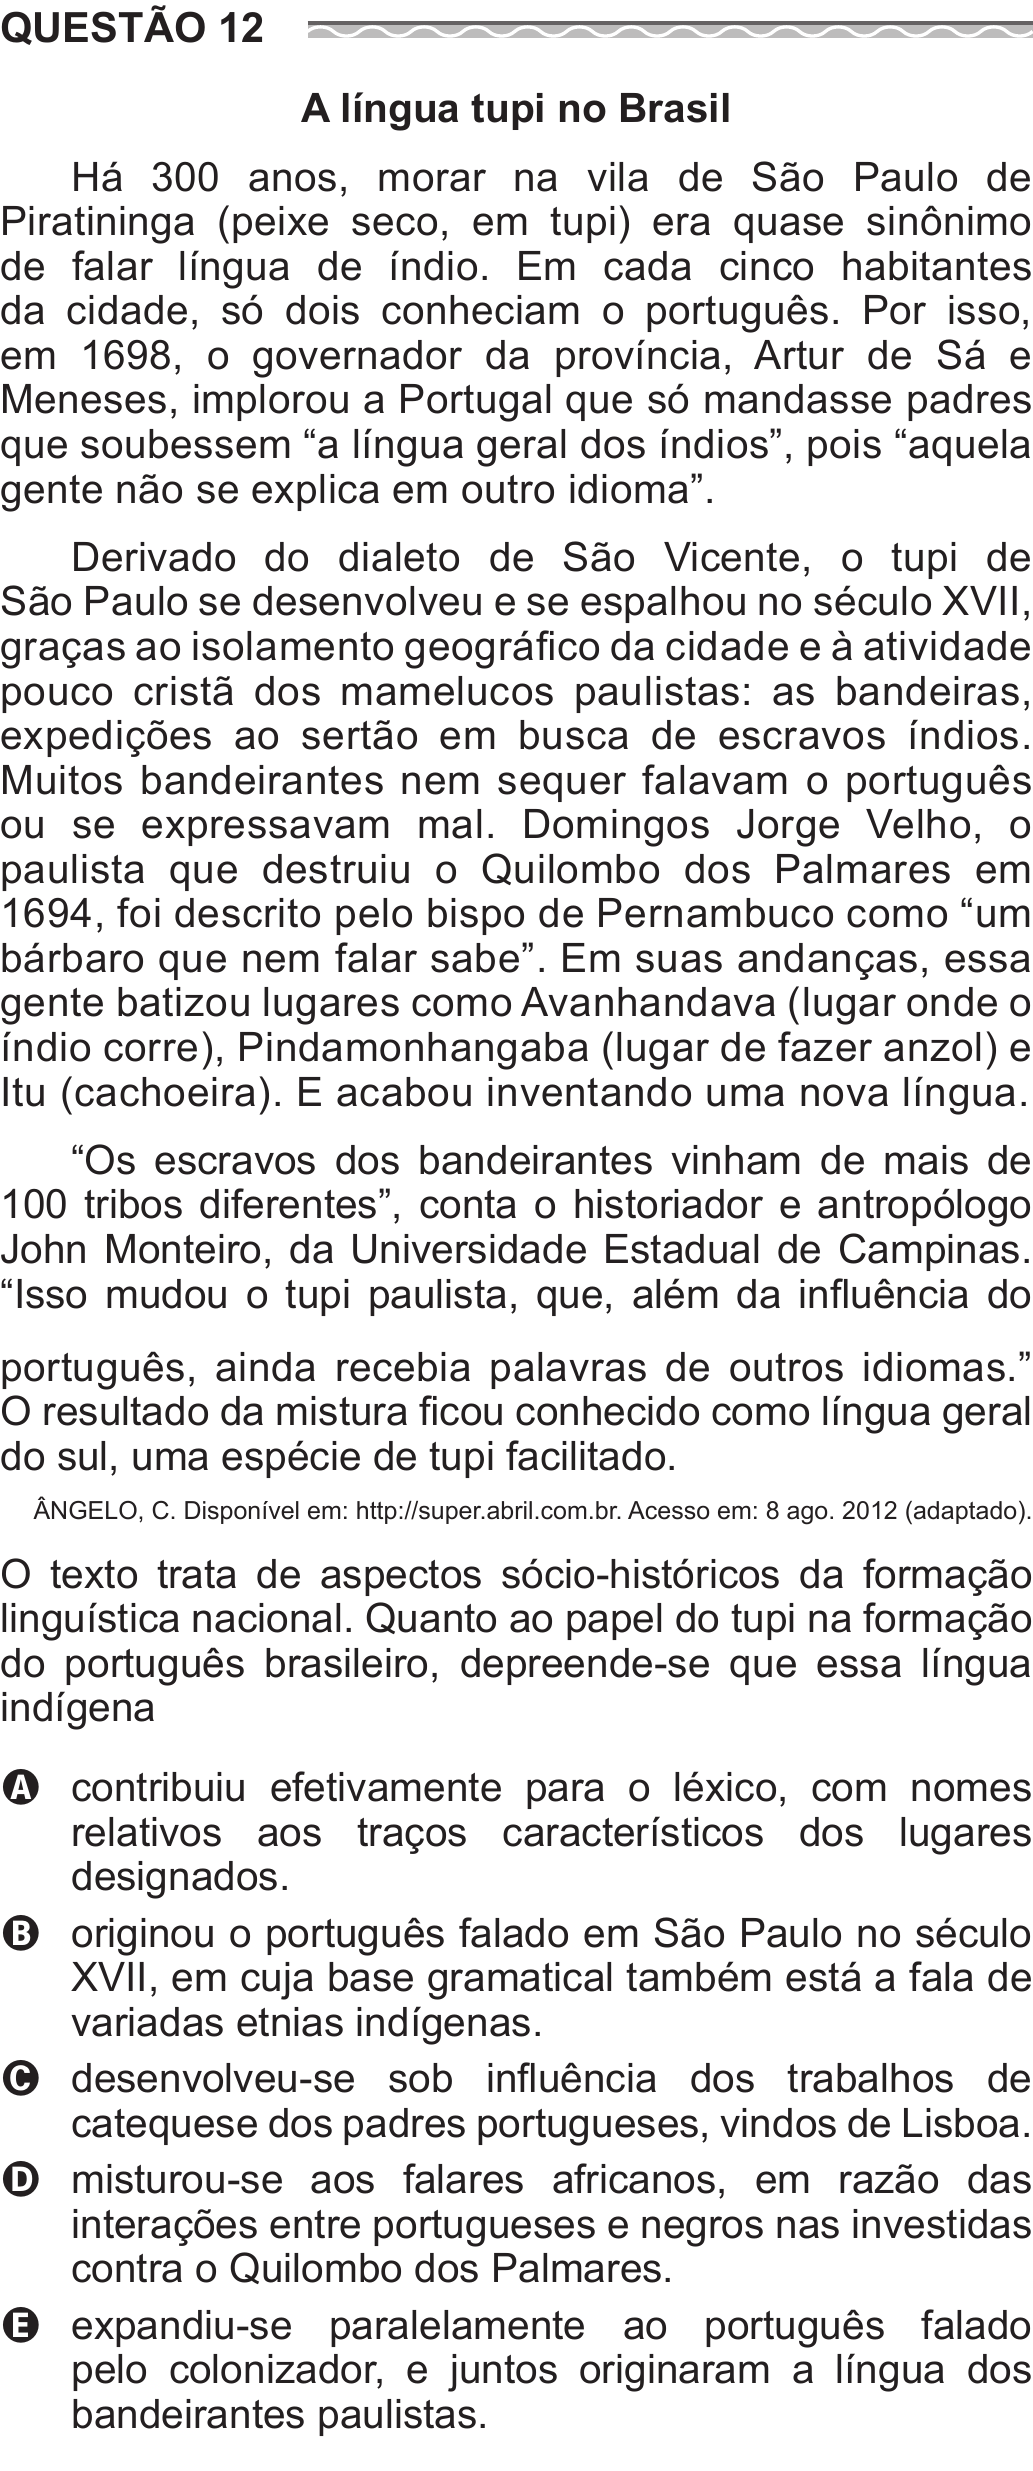 QUESTÃO 12
A língua tupi no Brasil
Há 300 anos, morar na vila de São Paulo de
Piratininga (peixe seco, em tupi) era quase sinônimo
de falar língua de índio. Em cada cinco habitantes
da cidade, só dois conheciam o português. Por isso,
em 1698, o governador da província, Artur de Sá e
Meneses, implorou a Portugal que só mandasse padres
que soubessem “a língua geral dos índios”, pois “aquela
gente não se explica em outro idioma”.
Derivado do dialeto de São Vicente, o tupi de
São Paulo se desenvolveu e se espalhou no século XVII,
graças ao isolamento geográfico da cidade e à atividade
pouco cristã dos mamelucos paulistas: as bandeiras,
expedições ao sertão em busca de escravos índios.
Muitos bandeirantes nem sequer falavam o português
ou se expressavam mal. Domingos Jorge Velho, o
paulista que destruiu o Quilombo dos Palmares em
1694, foi descrito pelo bispo de Pernambuco como “um
bárbaro que nem falar sabe”. Em suas andanças, essa
gente batizou lugares como Avanhandava (lugar onde o
índio corre), Pindamonhangaba (lugar de fazer anzol) e
Itu (cachoeira). E acabou inventando uma nova língua.
“Os escravos dos bandeirantes vinham de mais de
100 tribos diferentes”, conta o historiador e antropólogo
John Monteiro, da Universidade Estadual de Campinas.
“Isso mudou o tupi paulista, que, além da influência do
português, ainda recebia palavras de outros idiomas.”
O resultado da mistura ficou conhecido como língua geral
do sul, uma espécie de tupi facilitado.
ÂNGELO, C. Disponível em: http://super.abril.com.br. Acesso em: 8 ago. 2012 (adaptado).
O texto trata de aspectos sócio-históricos da formação
linguística nacional. Quanto ao papel do tupi na formação
do português brasileiro, depreende-se que essa língua
indígena
A contribuiu efetivamente para o léxico, com nomes
relativos aos traços característicos dos lugares
designados.
B originou o português falado em São Paulo no século
XVII, em cuja base gramatical também está a fala de
variadas etnias indígenas.
C desenvolveu-se sob influência dos trabalhos de
catequese dos padres portugueses, vindos de Lisboa.
D misturou-se aos falares africanos, em razão das
interações entre portugueses e negros nas investidas
contra o Quilombo dos Palmares.
E expandiu-se paralelamente ao português falado
pelo colonizador, e juntos originaram a língua dos
bandeirantes paulistas.